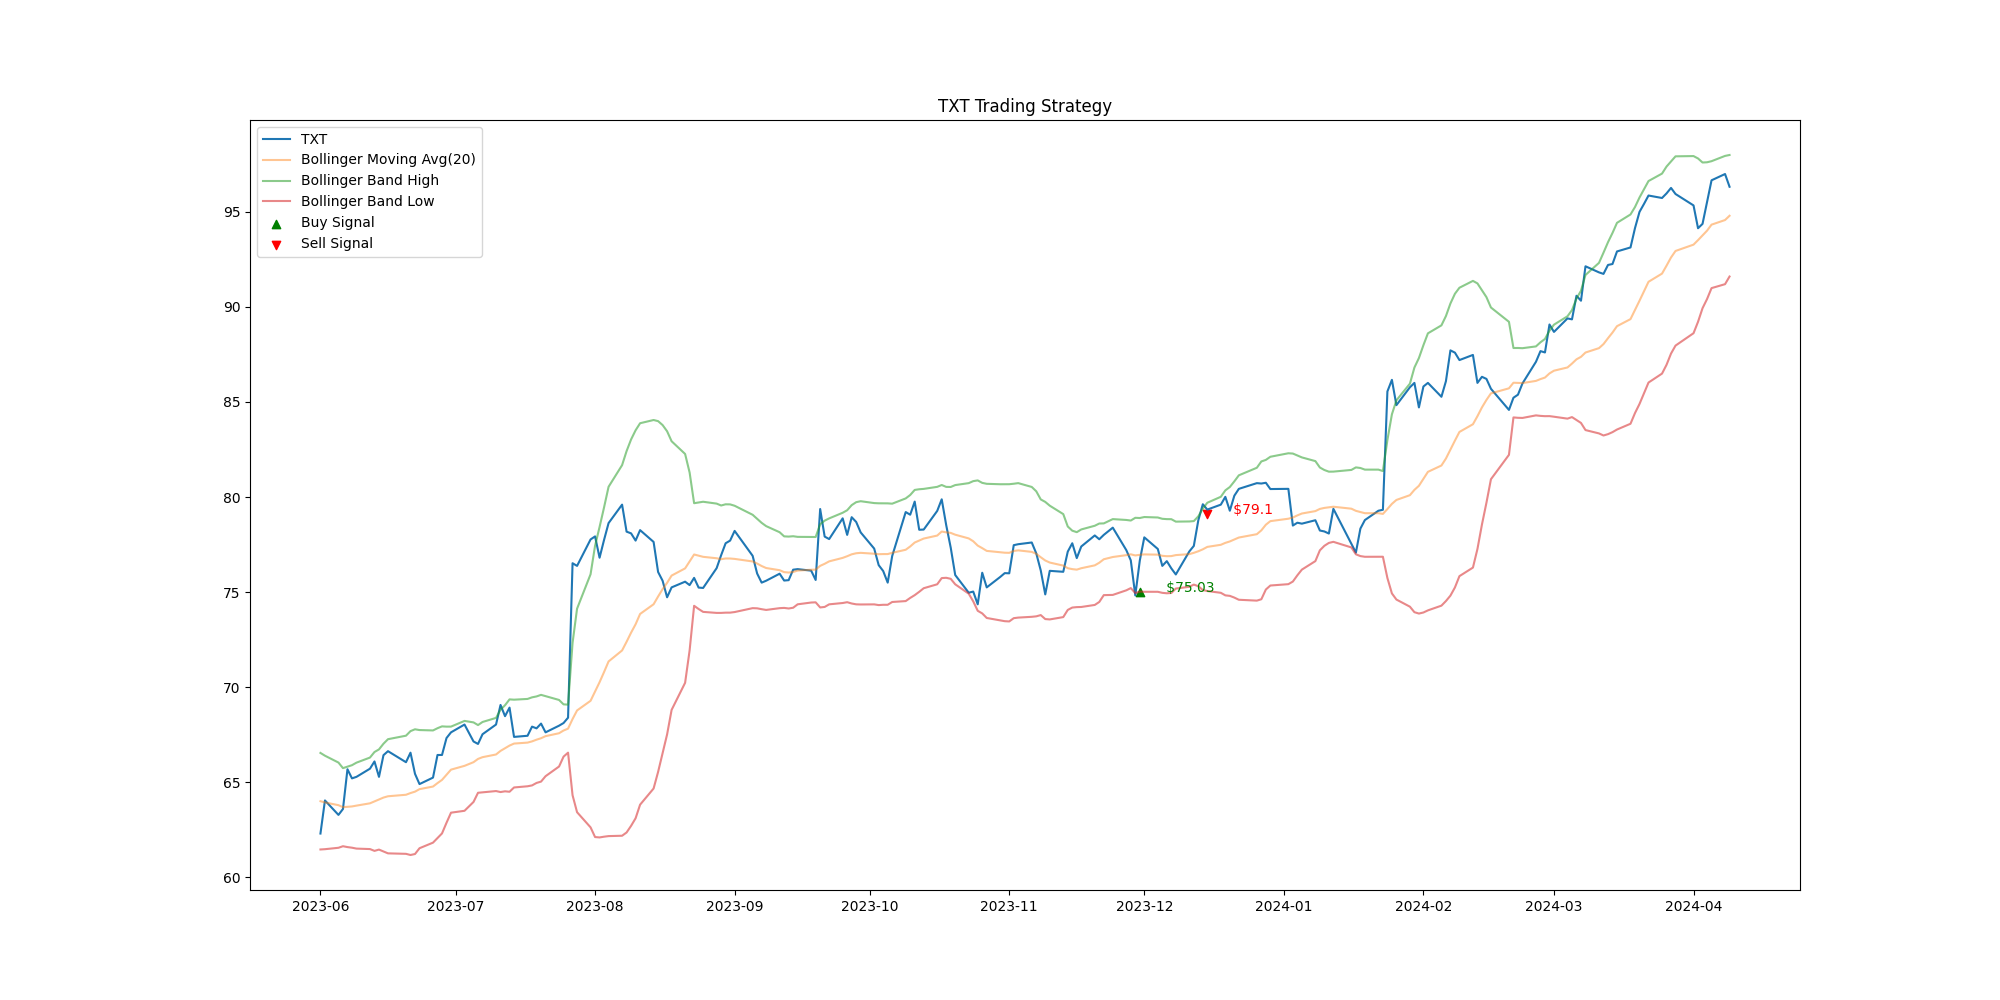 TXT Trading Strategy
TXT
Bollinger Moving Avg(20)
Bollinger Band High
Bollinger Band Low
Buy Signal
Sell Signal
95
90
85
80
75
70
65
60
$79.1
$75.03
2023-06 2023-07 2023-08 2023-09 2023-10 2023-11 2023-12 2024-01 2024-02 2024-03 2024-04